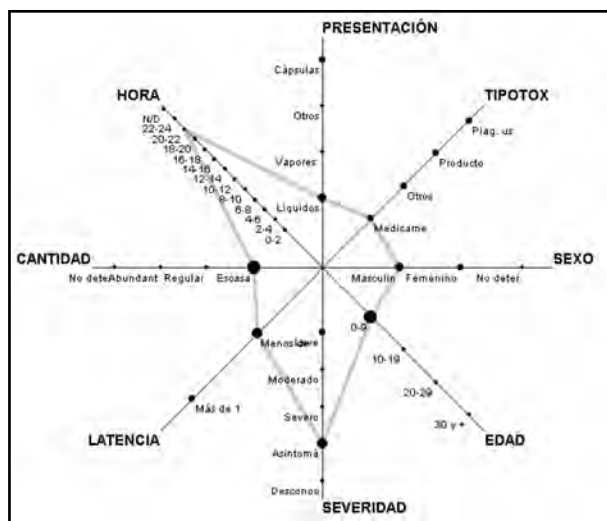 PRESENTACIÓN
Cápsulas
Otros
Vapores
Líquidos
HORA
N/D
22-24
20-22
18-20
16-18
14-16
12-14
10-12
8-10
6-8
4-6
2-4
0-2
TIPOTOX
Plag. us
Producto
Otros
Medicame
CANTIDAD
No dete
Abundant
Regular
Escasa
SEXO
Masculin
Femenino
No deter
Menos de
Más de 1
LATENCIA
Leve
Moderado
Severo
Asintomá
Descono
SEVERIDAD
0-9
10-19
20-29
30 y +
EDAD